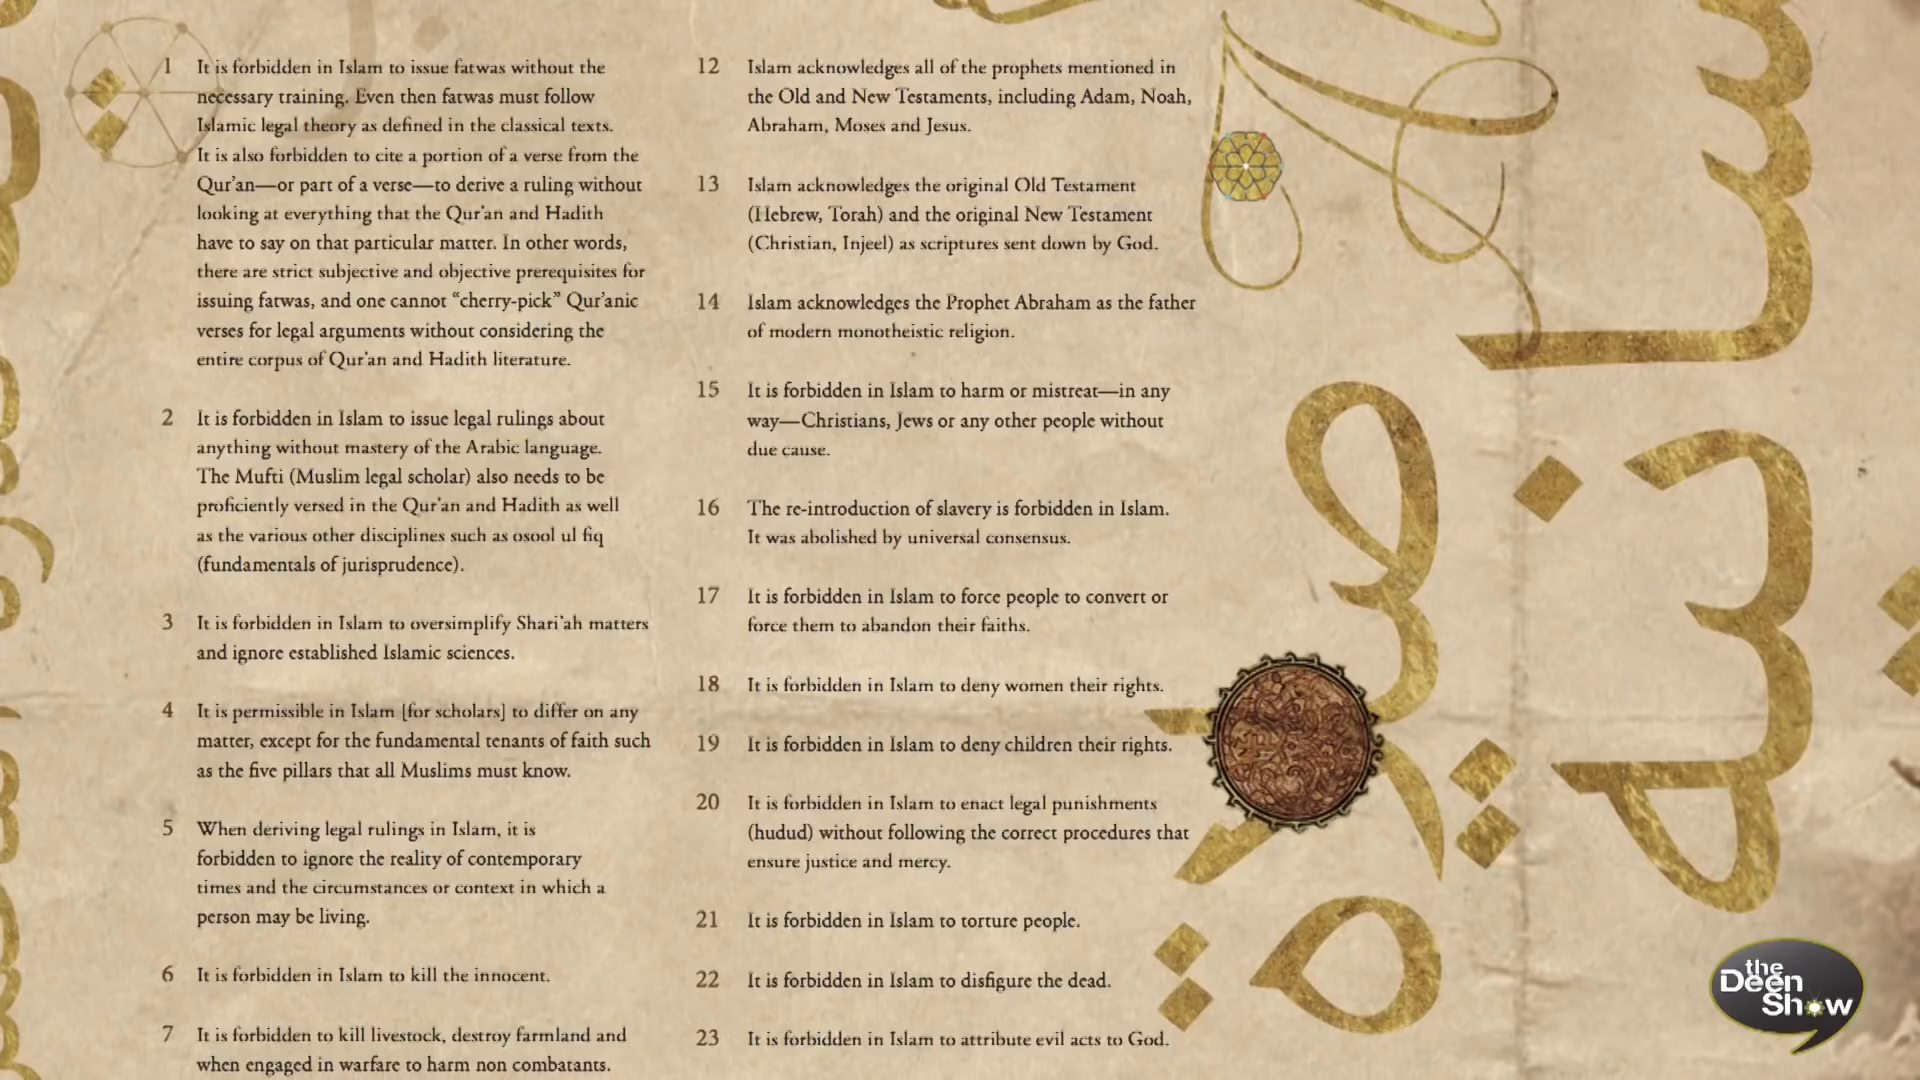 1 It is forbidden in Islam to issue fatwas without the
necessary training. Even then fatwas must follow
Islamic legal theory as defined in the classical texts.
It is also forbidden to cite a portion of a verse from the
Qur'an—or part of a verse—to derive a ruling without
looking at everything that the Qur'an and Hadith
have to say on that particular matter. In other words,
there are strict subjective and objective prerequisites for
issuing fatwas, and one cannot “cherry-pick” Qur'anic
verses for legal arguments without considering the
entire corpus of Qur'an and Hadith literature.
2 It is forbidden in Islam to issue legal rulings about
anything without mastery of the Arabic language.
The Mufti (Muslim legal scholar) also needs to be
proficiently versed in the Qur'an and Hadith as well
as the various other disciplines such as osool ul fiq
(fundamentals of jurisprudence).
3 It is forbidden in Islam to oversimplify Shari'ah matters
and ignore established Islamic sciences.
4 It is permissible in Islam [for scholars] to differ on any
matter, except for the fundamental tenants of faith such
as the five pillars that all Muslims must know.
5 When deriving legal rulings in Islam, it is
forbidden to ignore the reality of contemporary
times and the circumstances or context in which a
person may be living.
6 It is forbidden in Islam to kill the innocent.
7 It is forbidden to kill livestock, destroy farmland and
when engaged in warfare to harm non combatants.
12 Islam acknowledges all of the prophets mentioned in
the Old and New Testaments, including Adam, Noah,
Abraham, Moses and Jesus.
13 Islam acknowledges the original Old Testament
(Hebrew, Torah) and the original New Testament
(Christian, Injeel) as scriptures sent down by God.
14 Islam acknowledges the Prophet Abraham as the father
of modern monotheistic religion.
15 It is forbidden in Islam to harm or mistreat—in any
way—Christians, Jews or any other people without
due cause.
16 The re-introduction of slavery is forbidden in Islam.
It was abolished by universal consensus.
17 It is forbidden in Islam to force people to convert or
force them to abandon their faiths.
18 It is forbidden in Islam to deny women their rights.
19 It is forbidden in Islam to deny children their rights.
20 It is forbidden in Islam to enact legal punishments
(hudud) without following the correct procedures that
ensure justice and mercy.
21 It is forbidden in Islam to torture people.
22 It is forbidden in Islam to disfigure the dead.
23 It is forbidden in Islam to attribute evil acts to God.
the
Deen
Show